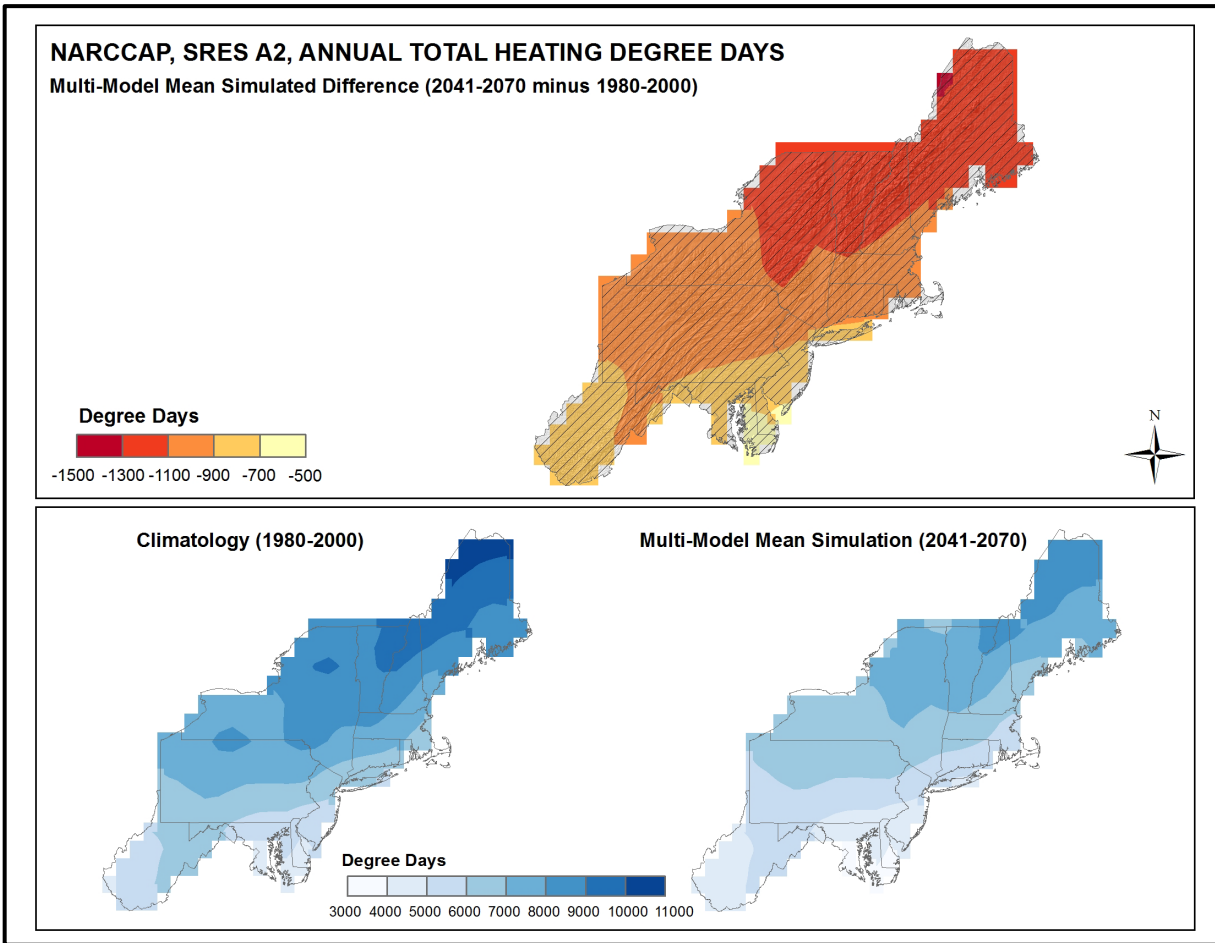 NARCCAP, SRES A2, ANNUAL TOTAL HEATING DEGREE DAYS
Multi-Model Mean Simulated Difference (2041-2070 minus 1980-2000)
Degree Days
-1500 -1300 -1100 -900 -700 -500
N
Climatology (1980-2000)
Multi-Model Mean Simulation (2041-2070)
Degree Days
3000 4000 5000 6000 7000 8000 9000 10000 11000